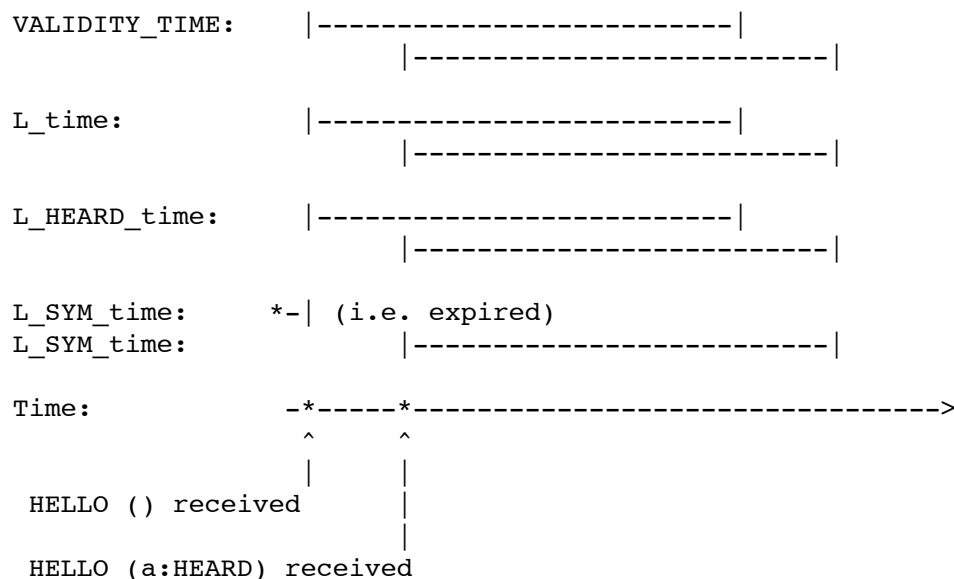 VALIDITY_TIME:    |---------------------------|
                         |---------------------------|
L_time:           |---------------------------|
                         |---------------------------|
L_HEARD_time:     |---------------------------|
                         |---------------------------|
L_SYM_time:     *-| (i.e. expired)
L_SYM_time:              |---------------------------|
Time:            -*-----*---------------------------------->
                  ^     ^
                  |     |
HELLO () received       |
                        |
HELLO (a:HEARD) received